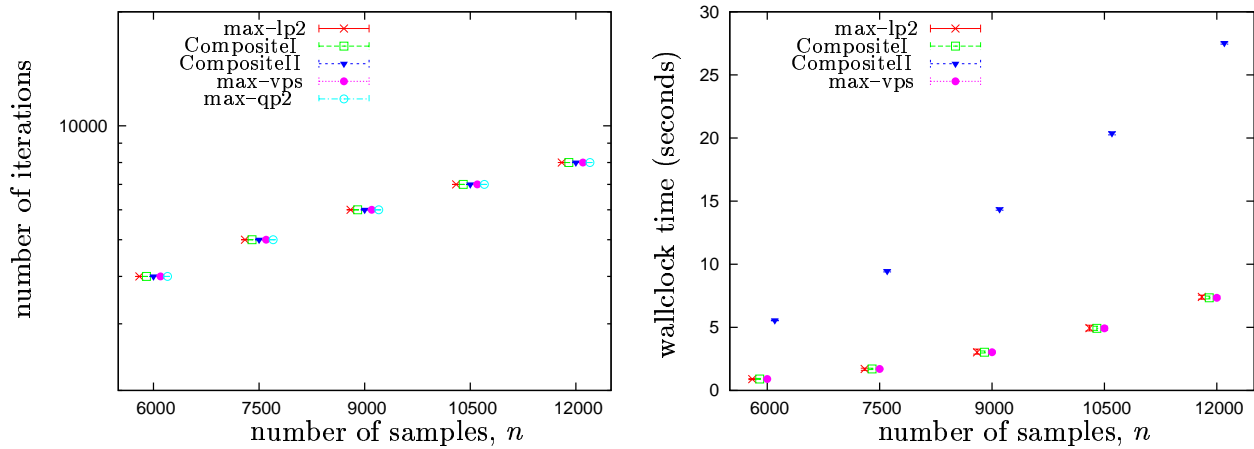 max−lp2
CompositeI
CompositeII
max−vps
max−qp2
number of iterations
10000
6000
7500
9000
10500
12000
number of samples, n
max−lp2
CompositeI
CompositeII
max−vps
wallclock time (seconds)
30
25
20
15
10
5
0
6000
7500
9000
10500
12000
number of samples, n